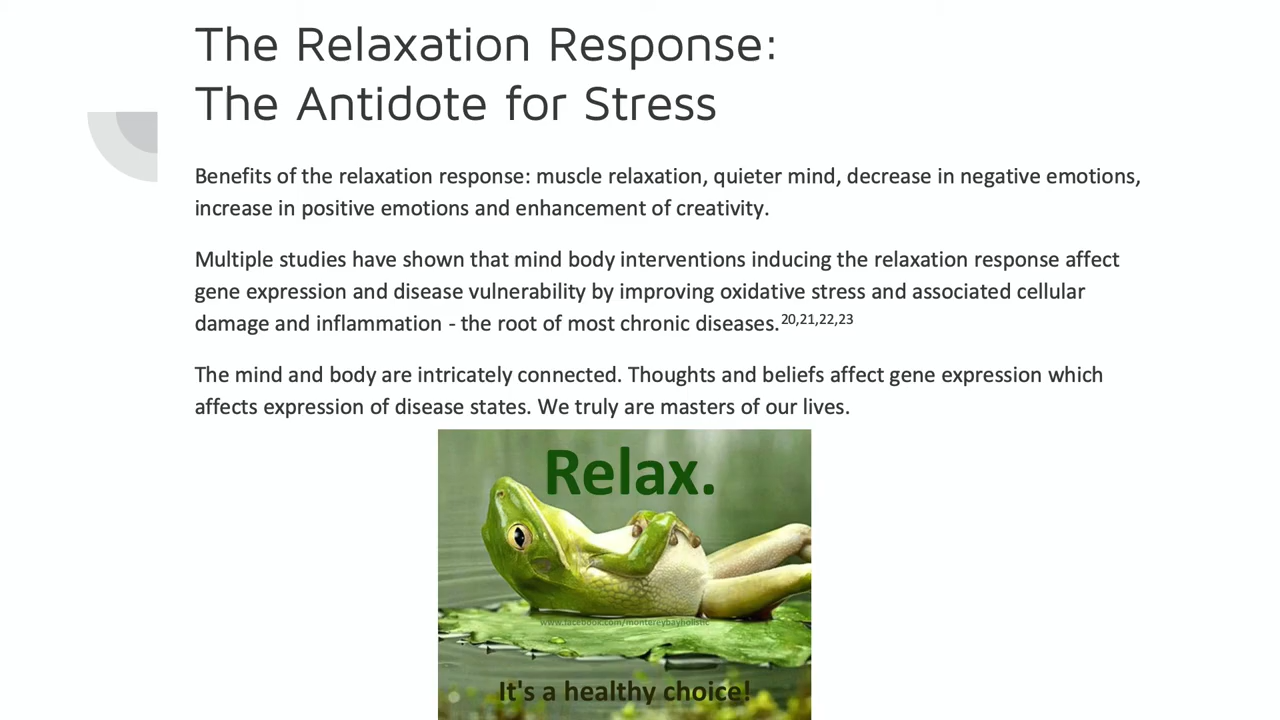 The Relaxation Response:
The Antidote for Stress
Benefits of the relaxation response: muscle relaxation, quieter mind, decrease in negative emotions,
increase in positive emotions and enhancement of creativity.
Multiple studies have shown that mind body interventions inducing the relaxation response affect
gene expression and disease vulnerability by improving oxidative stress and associated cellular
damage and inflammation - the root of most chronic diseases.20,21,22,23
The mind and body are intricately connected. Thoughts and beliefs affect gene expression which
affects expression of disease states. We truly are masters of our lives.
Relax.
www.facebook.com/montereybayholistic
It's a healthy choice!